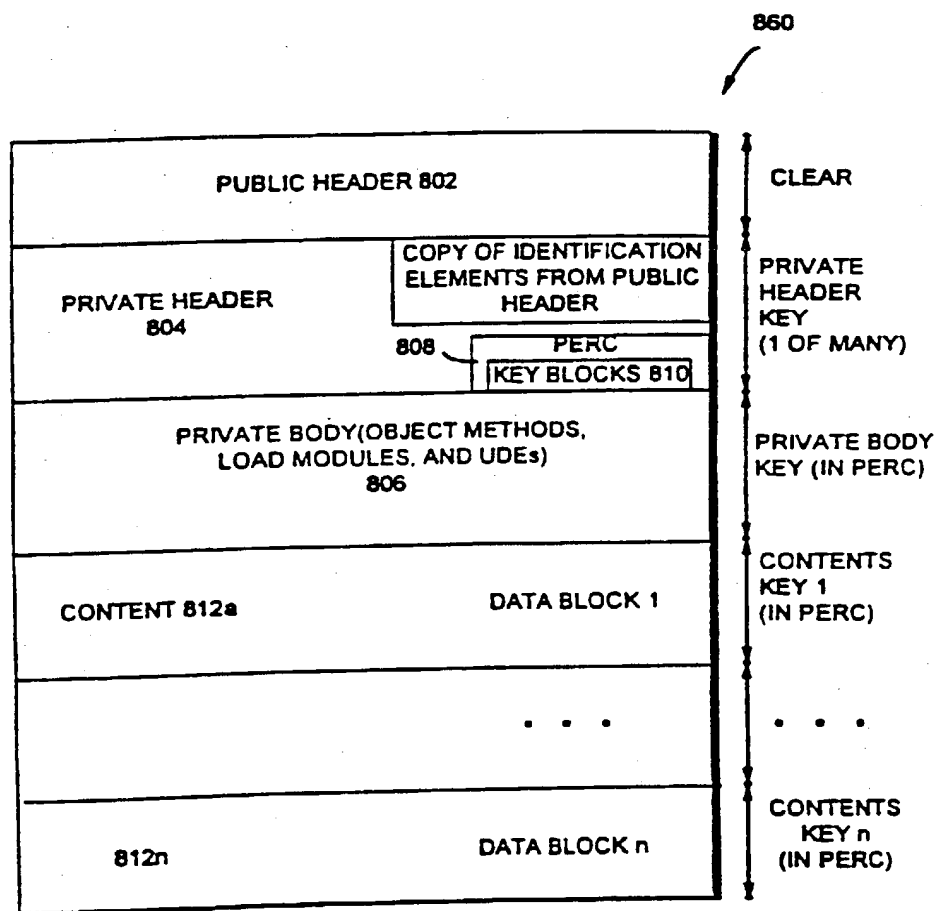 860
PUBLIC HEADER 802
CLEAR
COPY OF IDENTIFICATION
ELEMENTS FROM PUBLIC
HEADER
PRIVATE HEADER
804
PRIVATE
HEADER
KEY
(1 OF MANY)
808
PERC
KEY BLOCKS 810
PRIVATE BODY(OBJECT METHODS,
LOAD MODULES, AND UDEs)
806
PRIVATE BODY
KEY (IN PERC)
CONTENT 812a
DATA BLOCK 1
CONTENTS
KEY 1
(IN PERC)
• • •
• • •
812n
DATA BLOCK n
CONTENTS
KEY n
(IN PERC)